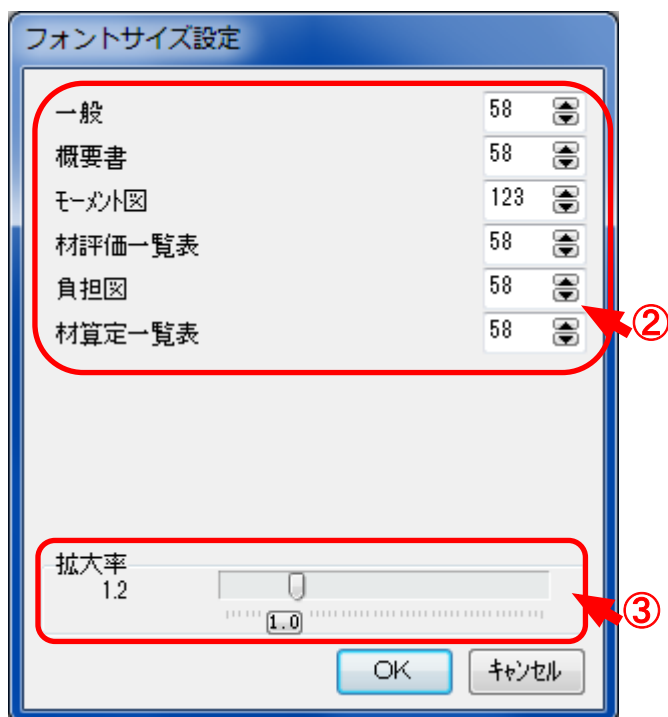 フォントサイズ設定
一般 58
概要書 58
ﾓｰﾒﾝﾄ図 123
材評価一覧表 58
負担図 58
②
材算定一覧表 58
拡大率
1.2
1.0
③
OK ｷｬﾝｾﾙ